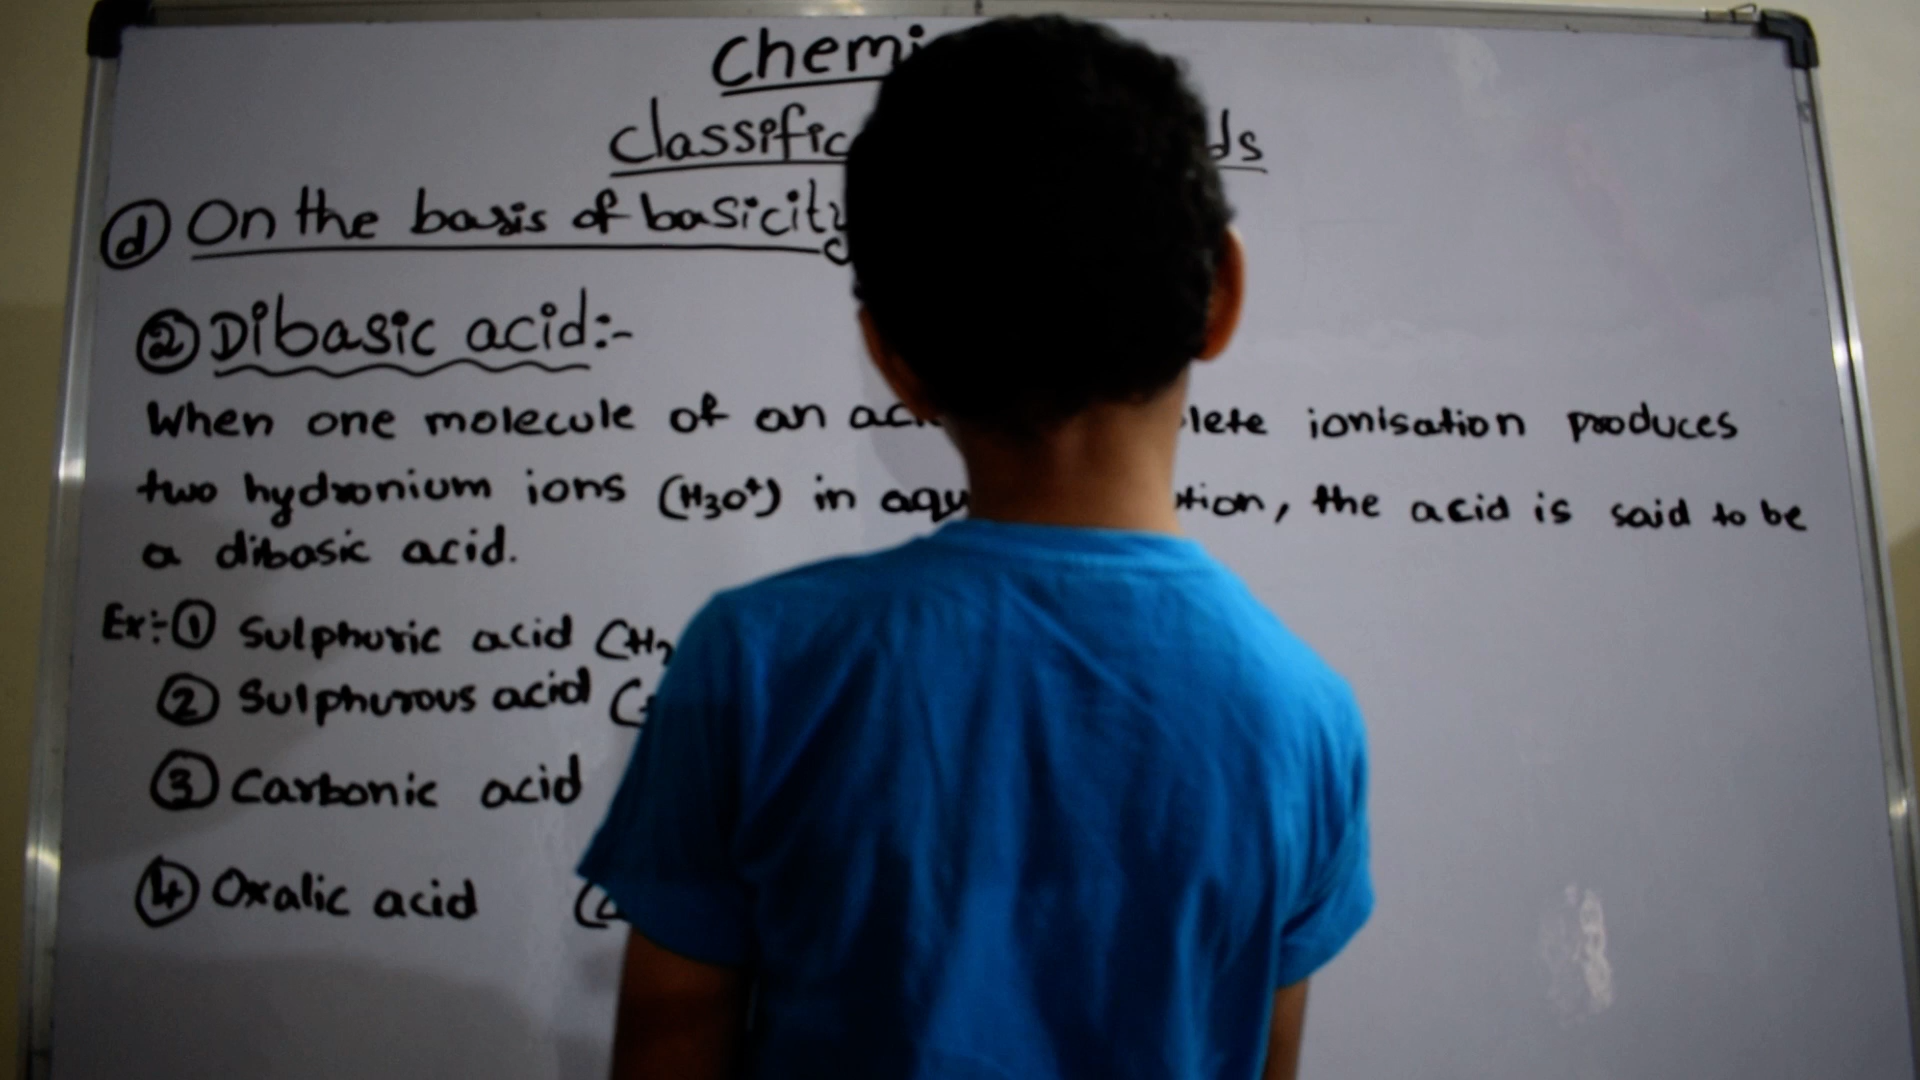 Chemi
Classific ds
d On the basis of basicity
2 Dibasic acid:-
When one molecule of an aci lete ionisation produces
two hydronium ions (H3O+) in aqu tion, the acid is said to be
a dibasic acid.
Ex:- 1 Sulphuric acid (H2
2 Sulphurous acid (
3 Carbonic acid
4 Oxalic acid (